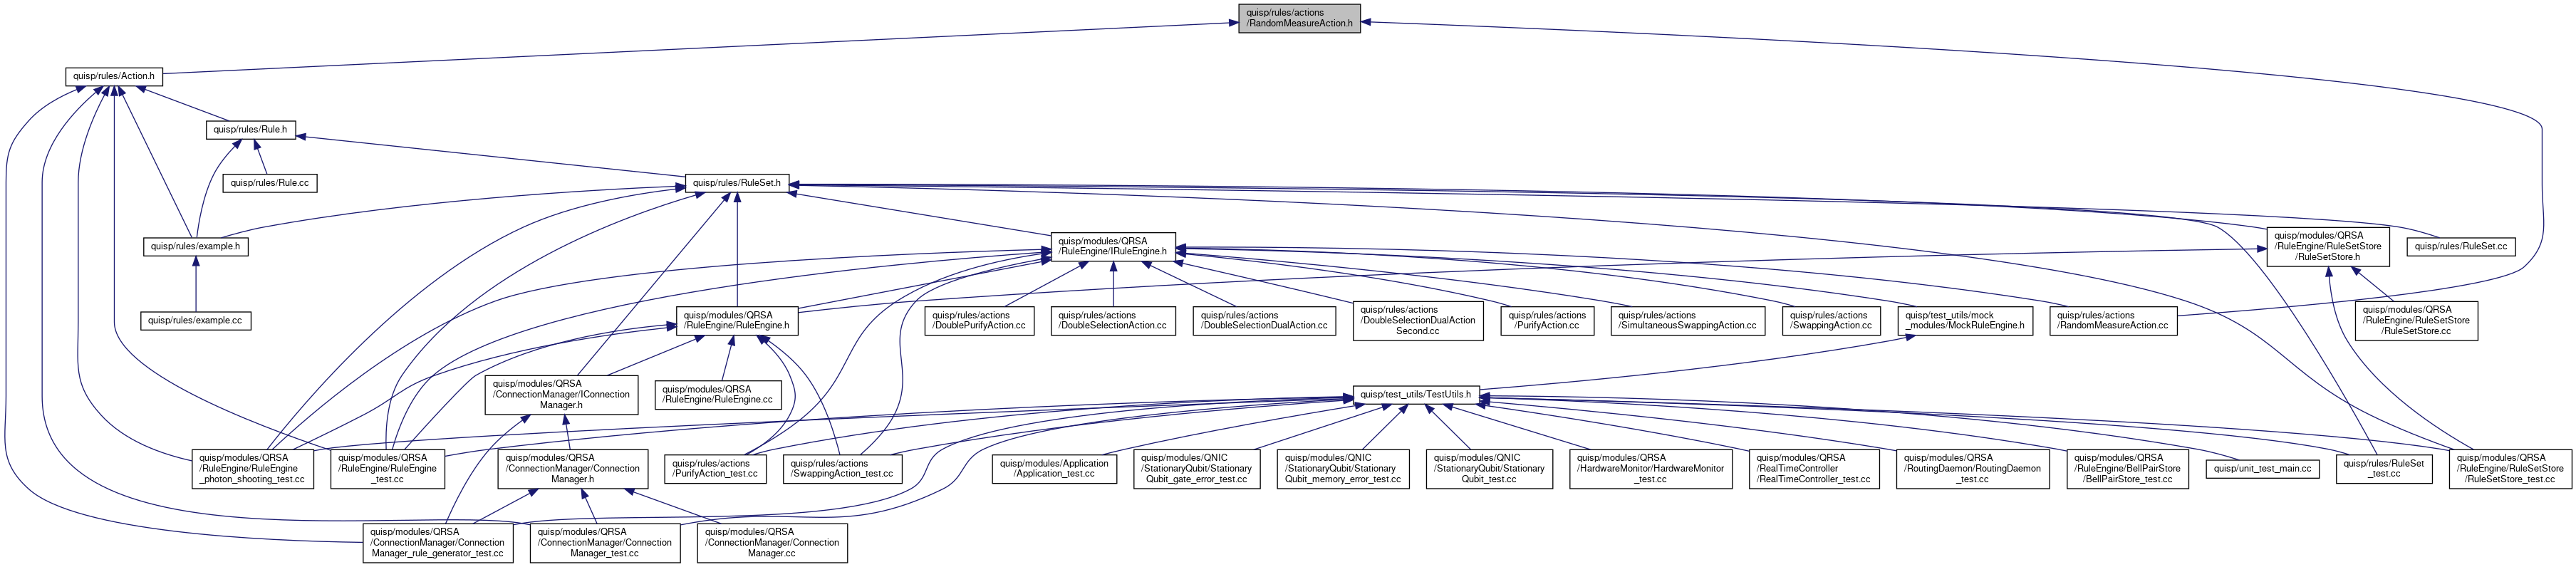 quisp/rules/actions
/RandomMeasureAction.h
quisp/rules/Action.h
quisp/rules/Rule.h
quisp/rules/Rule.cc
quisp/rules/RuleSet.h
quisp/rules/example.h
quisp/modules/QRSA
/RuleEngine/IRuleEngine.h
quisp/modules/QRSA
/RuleEngine/RuleSetStore
/RuleSetStore.h
quisp/rules/RuleSet.cc
quisp/rules/example.cc
quisp/modules/QRSA
/RuleEngine/RuleEngine.h
quisp/rules/actions
/DoublePurifyAction.cc
quisp/rules/actions
/DoubleSelectionAction.cc
quisp/rules/actions
/DoubleSelectionDualAction.cc
quisp/rules/actions
/DoubleSelectionDualAction
Second.cc
quisp/rules/actions
/PurifyAction.cc
quisp/rules/actions
/SimultaneousSwappingAction.cc
quisp/rules/actions
/SwappingAction.cc
quisp/test_utils/mock
_modules/MockRuleEngine.h
quisp/rules/actions
/RandomMeasureAction.cc
quisp/modules/QRSA
/RuleEngine/RuleSetStore
/RuleSetStore.cc
quisp/modules/QRSA
/ConnectionManager/IConnection
Manager.h
quisp/modules/QRSA
/RuleEngine/RuleEngine.cc
quisp/test_utils/TestUtils.h
quisp/modules/QRSA
/RuleEngine/RuleEngine
_photon_shooting_test.cc
quisp/modules/QRSA
/RuleEngine/RuleEngine
_test.cc
quisp/modules/QRSA
/ConnectionManager/Connection
Manager.h
quisp/rules/actions
/PurifyAction_test.cc
quisp/rules/actions
/SwappingAction_test.cc
quisp/modules/Application
/Application_test.cc
quisp/modules/QNIC
/StationaryQubit/Stationary
Qubit_gate_error_test.cc
quisp/modules/QNIC
/StationaryQubit/Stationary
Qubit_memory_error_test.cc
quisp/modules/QNIC
/StationaryQubit/Stationary
Qubit_test.cc
quisp/modules/QRSA
/HardwareMonitor/HardwareMonitor
_test.cc
quisp/modules/QRSA
/RealTimeController
/RealTimeController_test.cc
quisp/modules/QRSA
/RoutingDaemon/RoutingDaemon
_test.cc
quisp/modules/QRSA
/RuleEngine/BellPairStore
/BellPairStore_test.cc
quisp/unit_test_main.cc
quisp/rules/RuleSet
_test.cc
quisp/modules/QRSA
/RuleEngine/RuleSetStore
/RuleSetStore_test.cc
quisp/modules/QRSA
/ConnectionManager/Connection
Manager_rule_generator_test.cc
quisp/modules/QRSA
/ConnectionManager/Connection
Manager_test.cc
quisp/modules/QRSA
/ConnectionManager/Connection
Manager.cc